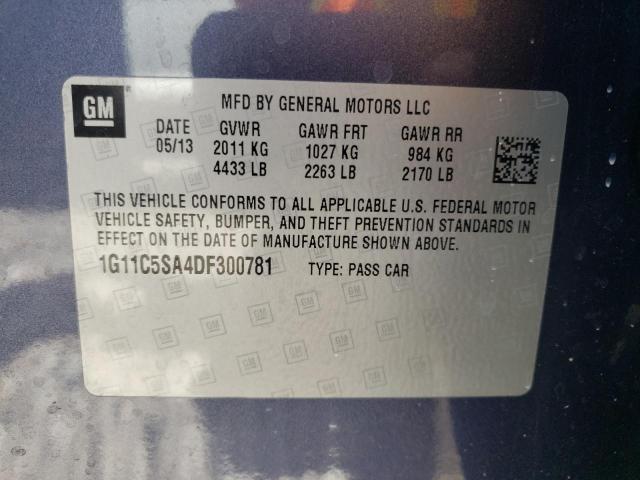 GM
MFD BY GENERAL MOTORS LLC
DATE GVWR GAWR FRT GAWR RR
05/13 2011 KG 1027 KG 984 KG
4433 LB 2263 LB 2170 LB
THIS VEHICLE CONFORMS TO ALL APPLICABLE U.S. FEDERAL MOTOR
VEHICLE SAFETY, BUMPER, AND THEFT PREVENTION STANDARDS IN
EFFECT ON THE DATE OF MANUFACTURE SHOWN ABOVE.
1G11C5SA4DF300781 TYPE: PASS CAR